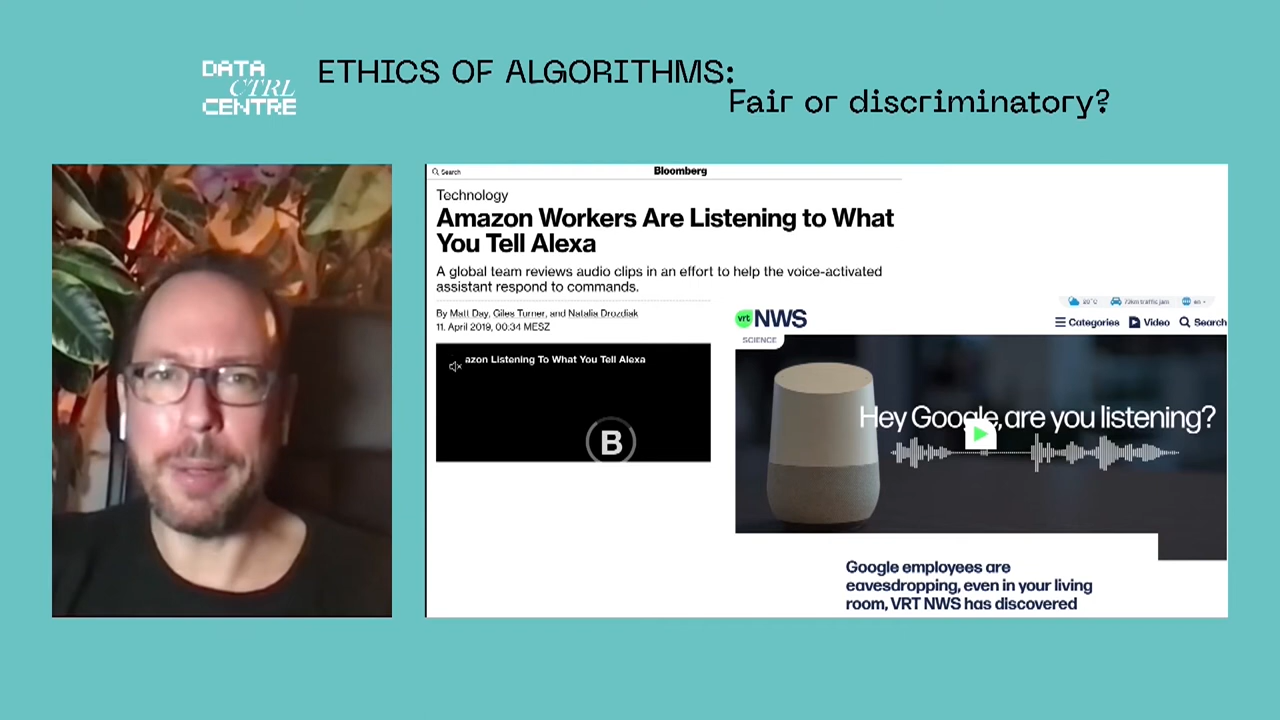 DATA
CTRL
CENTRE
ETHICS OF ALGORITHMS:
Fair or discriminatory?
Search
Bloomberg
Technology
Amazon Workers Are Listening to What
You Tell Alexa
A global team reviews audio clips in an effort to help the voice-activated
assistant respond to commands.
By Matt Day, Giles Turner, and Natalia Drozdiak
11. April 2019, 00:34 MESZ
azon Listening To What You Tell Alexa
B
20°C
en
vrt NWS
Categories
Video
Search
SCIENCE
Hey Google, are you listening?
Google employees are
eavesdropping, even in your living
room, VRT NWS has discovered